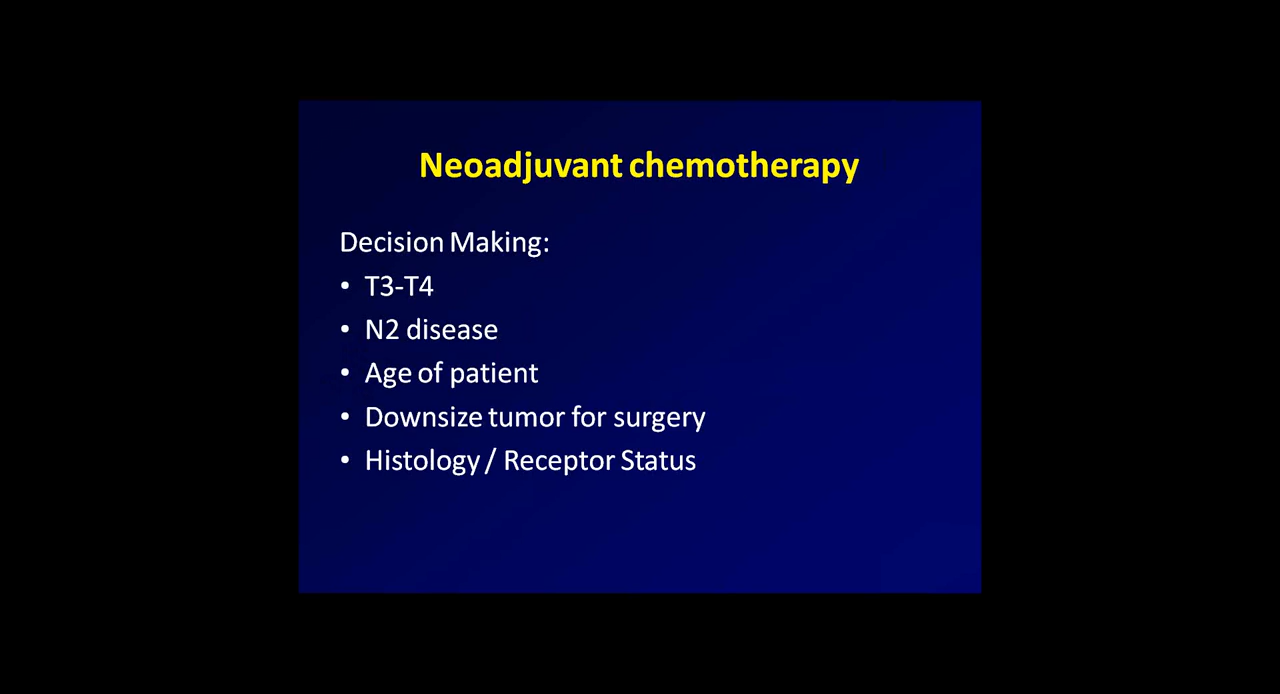 Neoadjuvant chemotherapy
Decision Making:
• T3-T4
• N2 disease
• Age of patient
• Downsize tumor for surgery
• Histology / Receptor Status